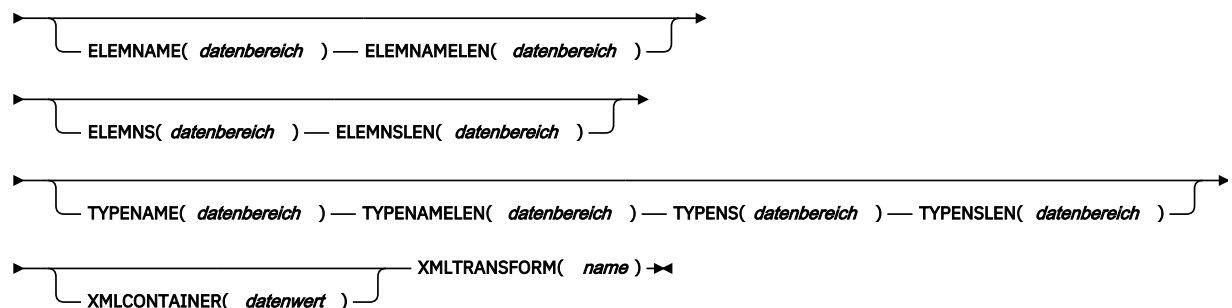 ELEMNAME( datenbereich ) ELEMNAMELEN( datenbereich )
ELEMNS( datenbereich ) ELEMNSLEN( datenbereich )
TYPENAME( datenbereich ) TYPENAMELEN( datenbereich ) TYPENS( datenbereich ) TYPENSLEN( datenbereich )
XMLTRANSFORM( name )
XMLCONTAINER( datenwert )